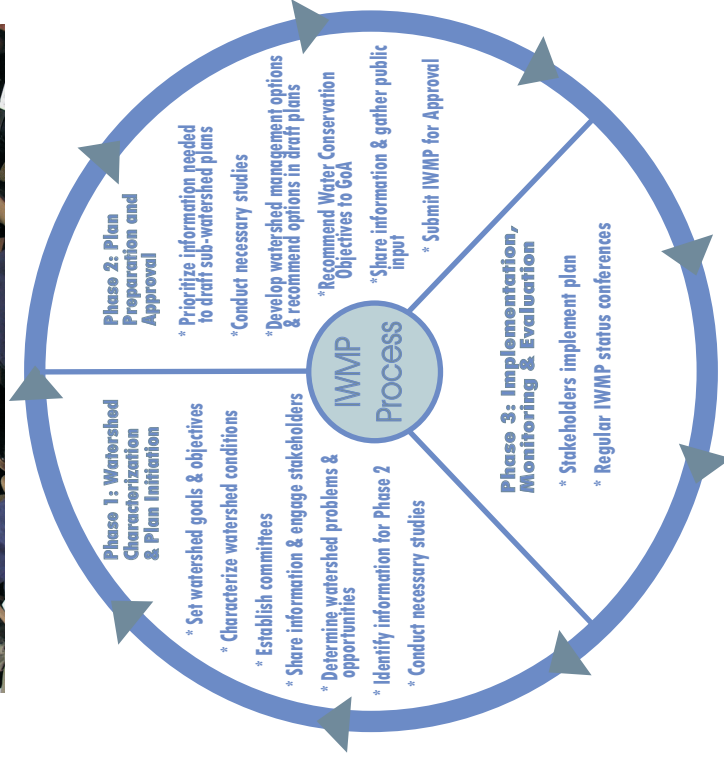 Phase 1: Watershed
Characterization
& Plan Initiation
* Set watershed goals & objectives
* Characterize watershed conditions
* Establish committees
* Share information & engage stakeholders
* Determine watershed problems &
opportunities
* Identify information for Phase 2
* Conduct necessary studies
Phase 2: Plan
Preparation and
Approval
* Prioritize information needed
to draft sub-watershed plans
*Conduct necessary studies
*Develop watershed management options
& recommend options in draft plans
*Recommend Water Conservation
Objectives to GoA
*Share information & gather public
input
* Submit IWMP for Approval
IWMP
Process
Phase 3: Implementation,
Monitoring & Evaluation
* Stakeholders implement plan
* Regular IWMP status conferences